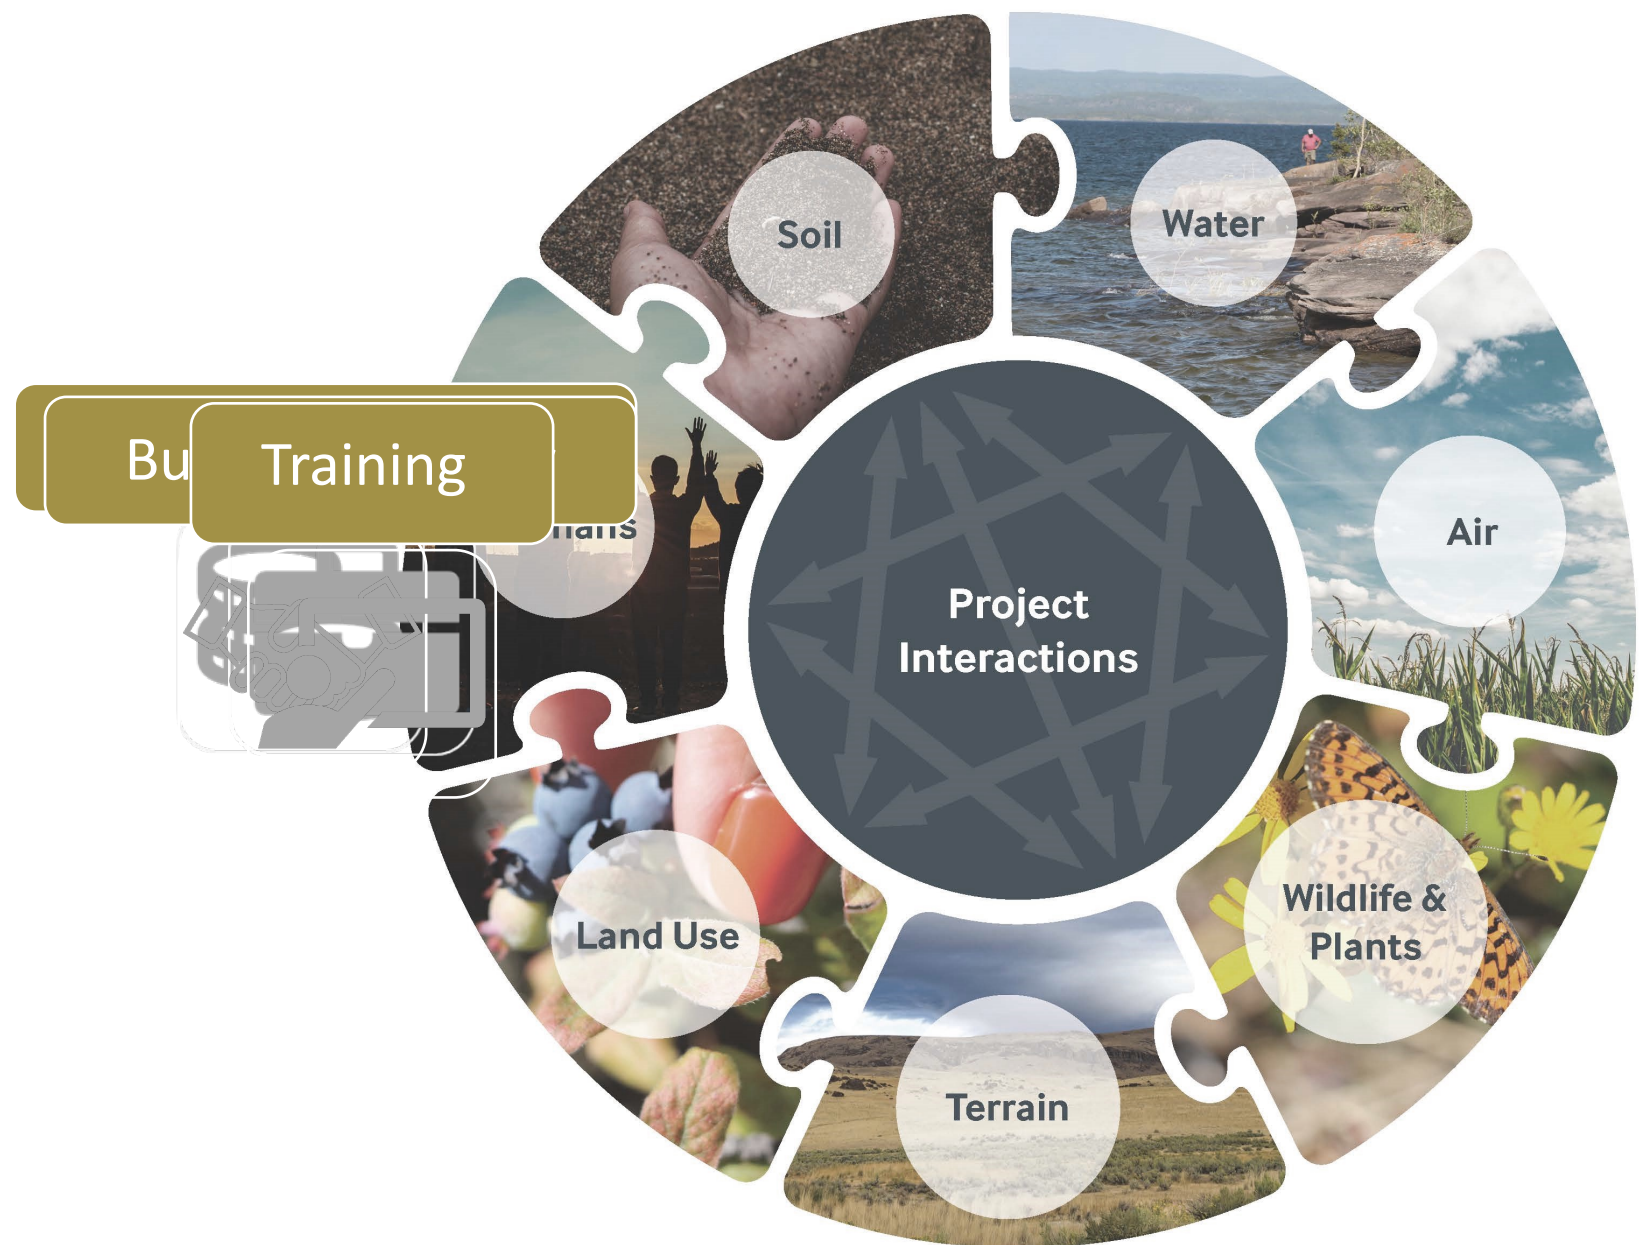 Soil
Water
Training
Air
Project
Interactions
Wildlife &
Plants
Land Use
Terrain